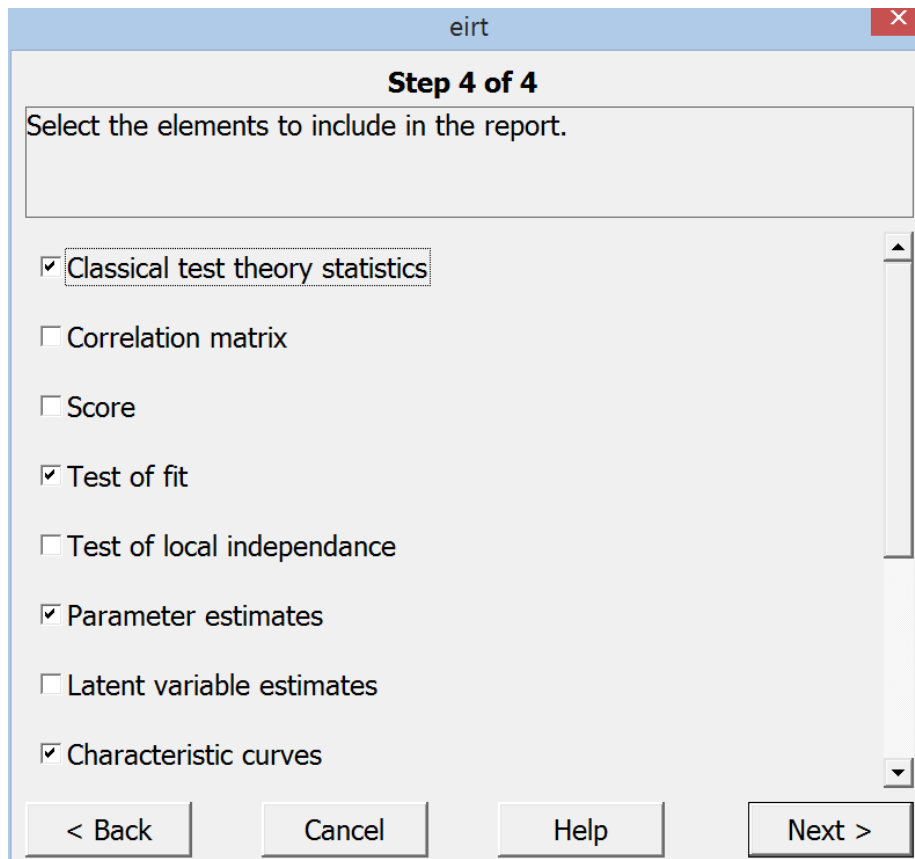 eirt
Step 4 of 4
Select the elements to include in the report.
Classical test theory statistics
Correlation matrix
Score
Test of fit
Test of local independance
Parameter estimates
Latent variable estimates
Characteristic curves
< Back
Cancel
Help
Next >